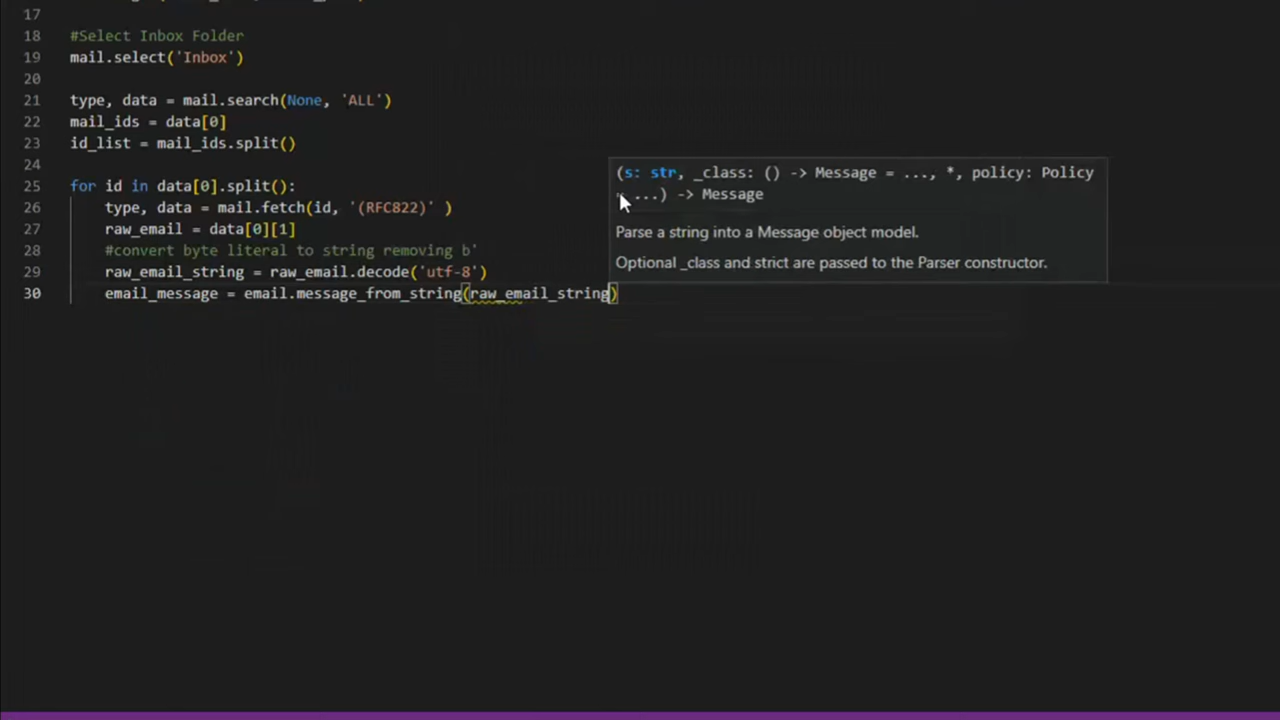 17
18 #Select Inbox Folder
19 mail.select('Inbox')
20
21 type, data = mail.search(None, 'ALL')
22 mail_ids = data[0]
23 id_list = mail_ids.split()
24
25 for id in data[0].split():
26 type, data = mail.fetch(id, '(RFC822)' )
27 raw_email = data[0][1]
28 #convert byte literal to string removing b'
29 raw_email_string = raw_email.decode('utf-8')
30 email_message = email.message_from_string(raw_email_string)
(s: str, _class: () -> Message = ..., *, policy: Policy
...) -> Message
Parse a string into a Message object model.
Optional _class and strict are passed to the Parser constructor.